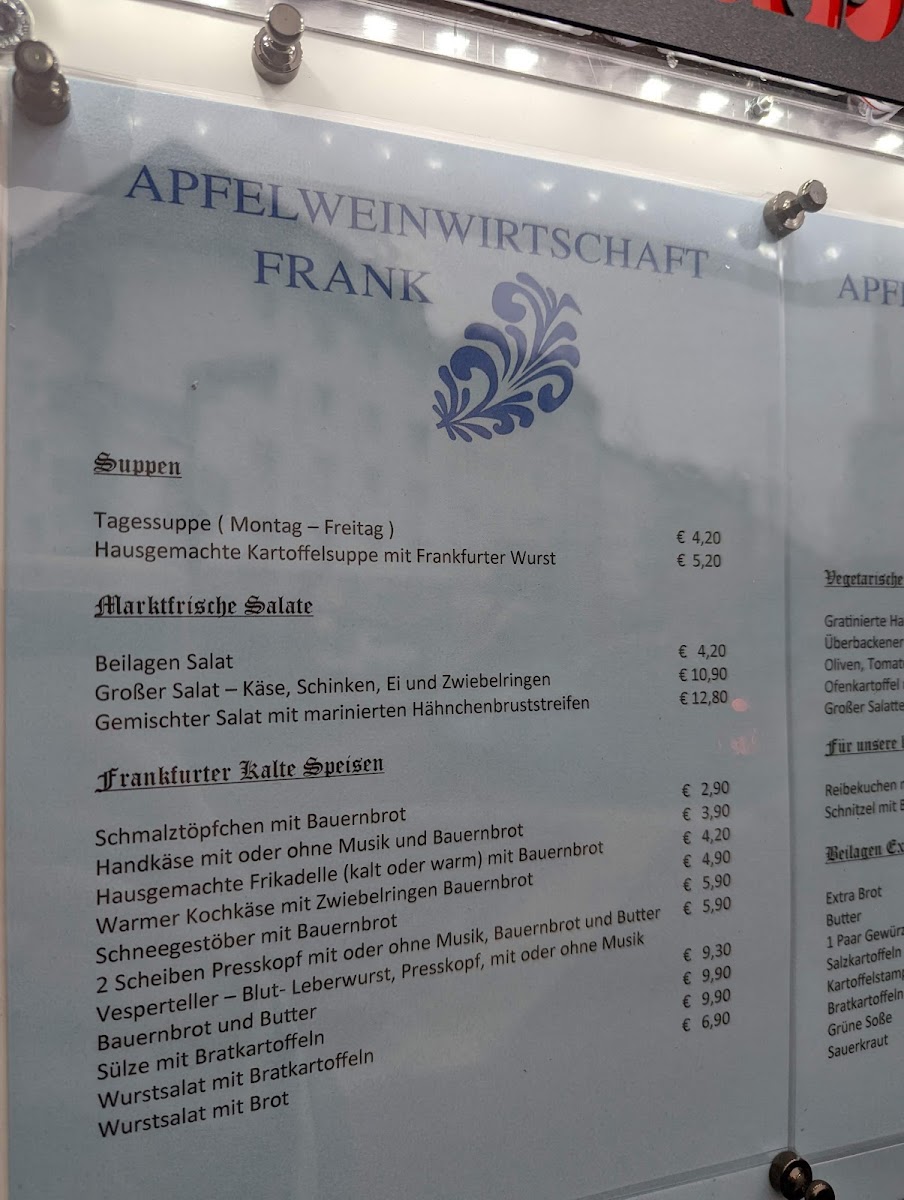 APFELWEINWIRTSCHAFT
FRANK
Suppen
Tagessuppe ( Montag – Freitag ) € 4,20
Hausgemachte Kartoffelsuppe mit Frankfurter Wurst € 5,20
Marktfrische Salate
Beilagen Salat € 4,20
Großer Salat – Käse, Schinken, Ei und Zwiebelringen € 10,90
Gemischter Salat mit marinierten Hähnchenbruststreifen € 12,80
Frankfurter Kalte Speisen
Schmalztöpfchen mit Bauernbrot € 2,90
Handkäse mit oder ohne Musik und Bauernbrot € 3,90
Hausgemachte Frikadelle (kalt oder warm) mit Bauernbrot € 4,20
Warmer Kochkäse mit Zwiebelringen Bauernbrot € 4,90
Schneegestöber mit Bauernbrot € 5,90
2 Scheiben Presskopf mit oder ohne Musik, Bauernbrot und Butter € 5,90
Vesperteller – Blut- Leberwurst, Presskopf, mit oder ohne Musik
Bauernbrot und Butter € 9,30
Sülze mit Bratkartoffeln € 9,90
Wurstsalat mit Bratkartoffeln € 9,90
Wurstsalat mit Brot € 6,90
APF
Vegetarische
Gratinierte Ha
Überbackener
Oliven, Tomat
Ofenkartoffel
Großer Salatte
Für unsere
Reibekuchen
Schnitzel mit B
Beilagen Ex
Extra Brot
Butter
1 Paar Gewürz
Salzkartoffeln
Kartoffelstamp
Bratkartoffeln
Grüne Soße
Sauerkraut